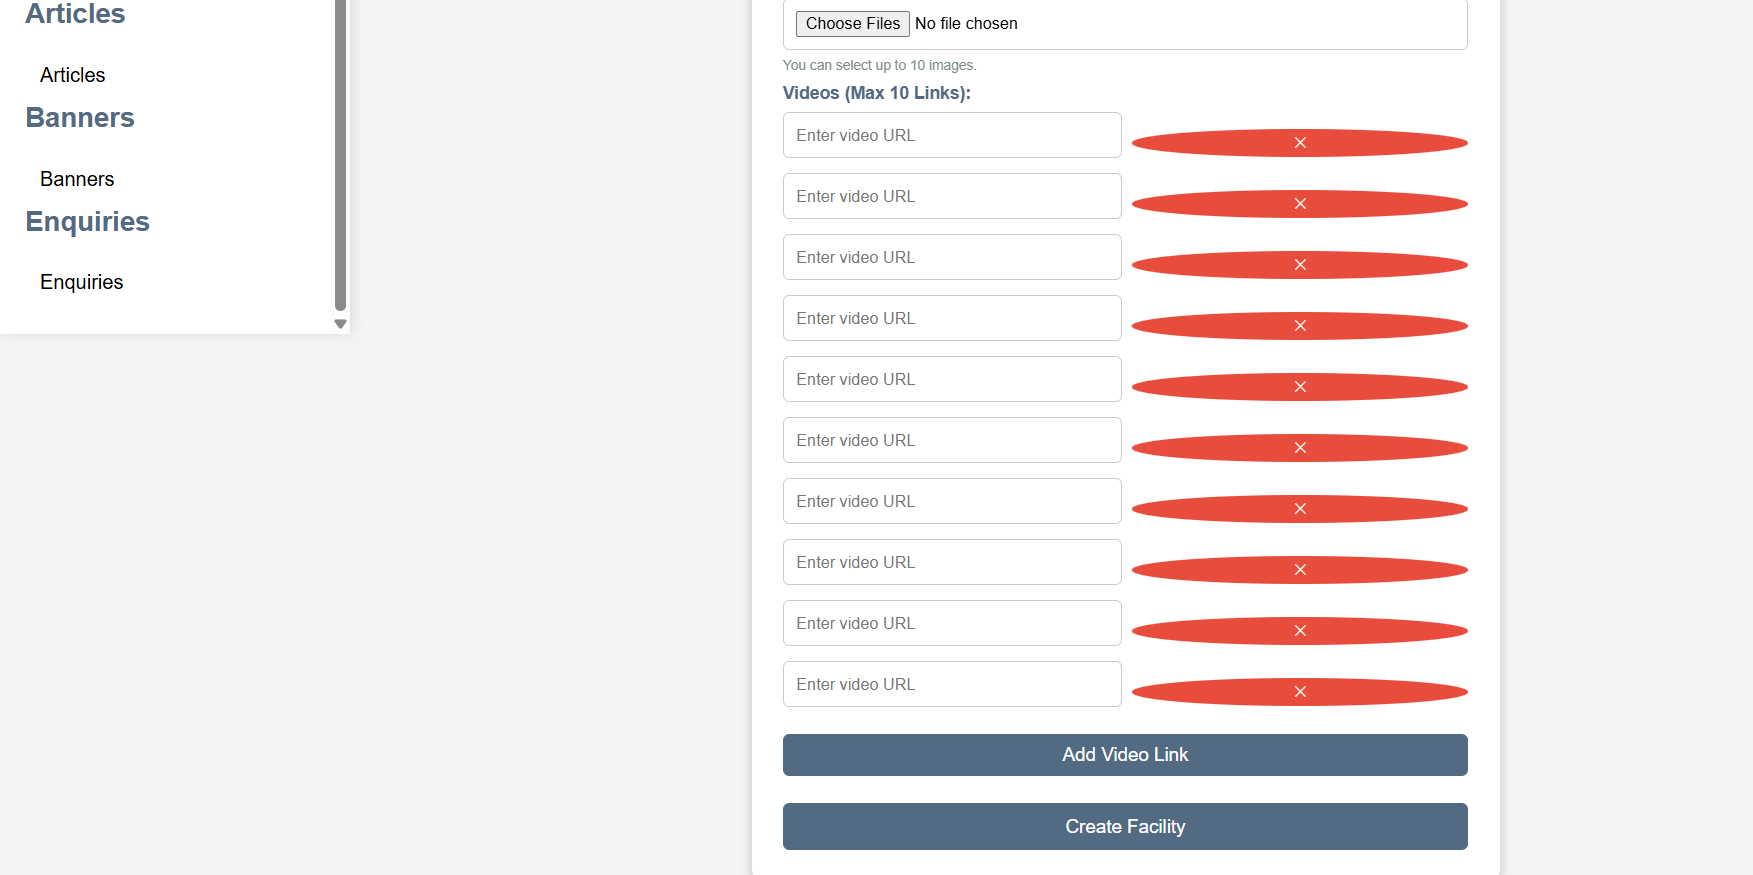 Articles
Articles
Banners
Banners
Enquiries
Enquiries
Choose Files No file chosen
You can select up to 10 images.
Videos (Max 10 Links):
Enter video URL ×
Enter video URL ×
Enter video URL ×
Enter video URL ×
Enter video URL ×
Enter video URL ×
Enter video URL ×
Enter video URL ×
Enter video URL ×
Enter video URL ×
Add Video Link
Create Facility